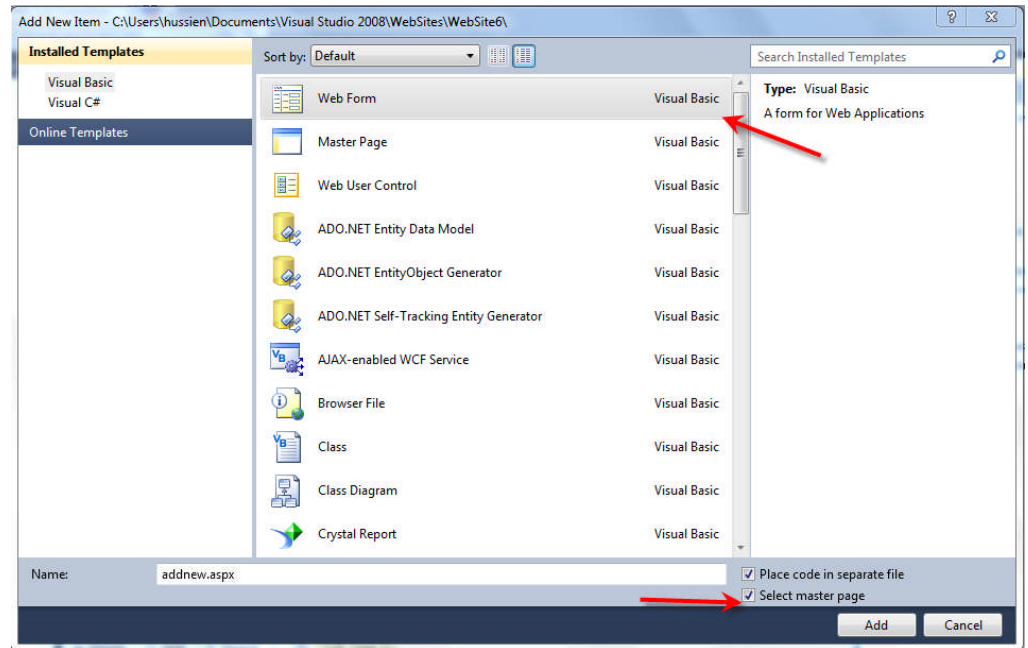 Add New Item - C:\Users\hussien\Documents\Visual Studio 2008\WebSites\WebSite6\
Installed Templates
Visual Basic
Visual C#
Online Templates
Sort by: Default
Search Installed Templates
Web Form Visual Basic
Master Page Visual Basic
Web User Control Visual Basic
ADO.NET Entity Data Model Visual Basic
ADO.NET EntityObject Generator Visual Basic
ADO.NET Self-Tracking Entity Generator Visual Basic
AJAX-enabled WCF Service Visual Basic
Browser File Visual Basic
Class Visual Basic
Class Diagram Visual Basic
Crystal Report Visual Basic
Type: Visual Basic
A form for Web Applications
Name: addnew.aspx
Place code in separate file
Select master page
Add Cancel